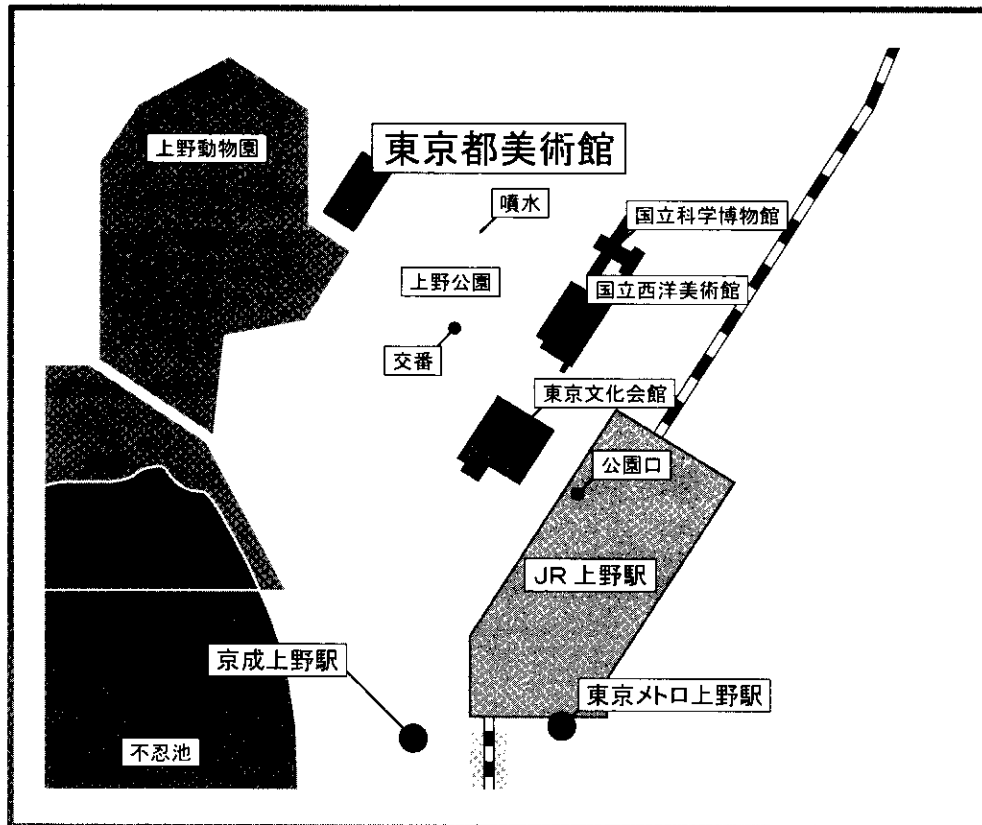 東京都美術館
上野動物園
噴水
国立科学博物館
上野公園
国立西洋美術館
交番
東京文化会館
公園口
JR 上野駅
京成上野駅
東京メトロ上野駅
不忍池